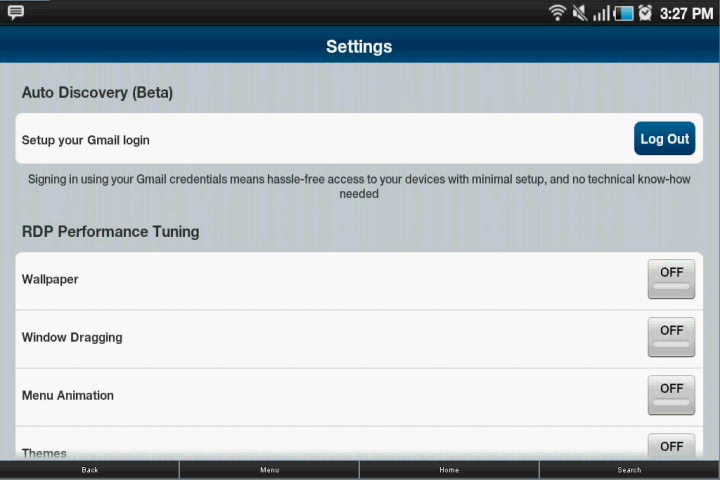 3:27 PM
Settings
Auto Discovery (Beta)
Setup your Gmail login
Log Out
Signing in using your Gmail credentials means hassle-free access to your devices with minimal setup, and no technical know-how
needed
RDP Performance Tuning
Wallpaper
OFF
Window Dragging
OFF
Menu Animation
OFF
Themes
OFF
Back
Menu
Home
Search